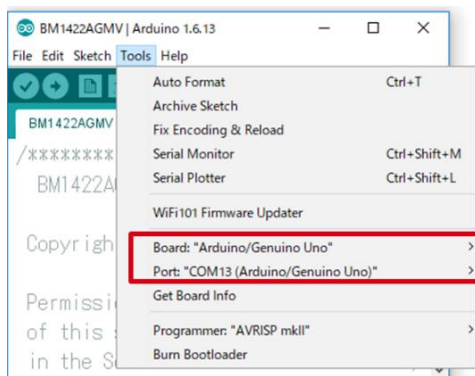 BM1422AGMV | Arduino 1.6.13
File Edit Sketch Tools Help
Auto Format Ctrl+T
Archive Sketch
Fix Encoding & Reload
Serial Monitor Ctrl+Shift+M
Serial Plotter Ctrl+Shift+L
WiFi101 Firmware Updater
Board: "Arduino/Genuino Uno"
Port: "COM13 (Arduino/Genuino Uno)"
Get Board Info
Programmer: "AVRISP mkII"
Burn Bootloader
BM1422AGMV
/********
BM1422A
Copyrigh
Permissi
of this
in the S